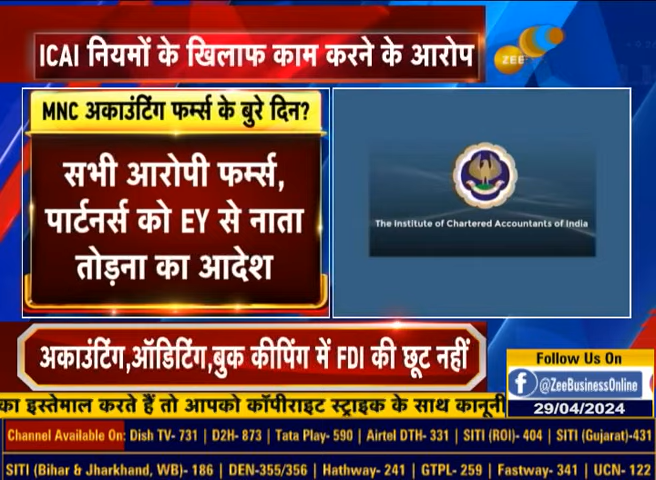 ICAI नियमों के खिलाफ काम करने के आरोप
ZEE
MNC अकाउंटिंग फर्म्स के बुरे दिन?
सभी आरोपी फर्म्स,
पार्टनर्स को EY से नाता
तोड़ना का आदेश
The Institute of Chartered Accountants of India
अकाउंटिंग,ऑडिटिंग,बुक कीपिंग में FDI की छूट नहीं
Follow Us On
f @ZeeBusinessOnline
29/04/2024
का इस्तेमाल करते हैं तो आपको कॉपीराइट स्ट्राइक के साथ कानूनी
Channel Available On: Dish TV- 731 | D2H- 873 | Tata Play- 590 | Airtel DTH- 331 | SITI (ROI)- 404 | SITI (Gujarat)-431
SITI (Bihar & Jharkhand, WB)- 186 | DEN-355/356 | Hathway- 241 | GTPL- 259 | Fastway- 341 | UCN- 122